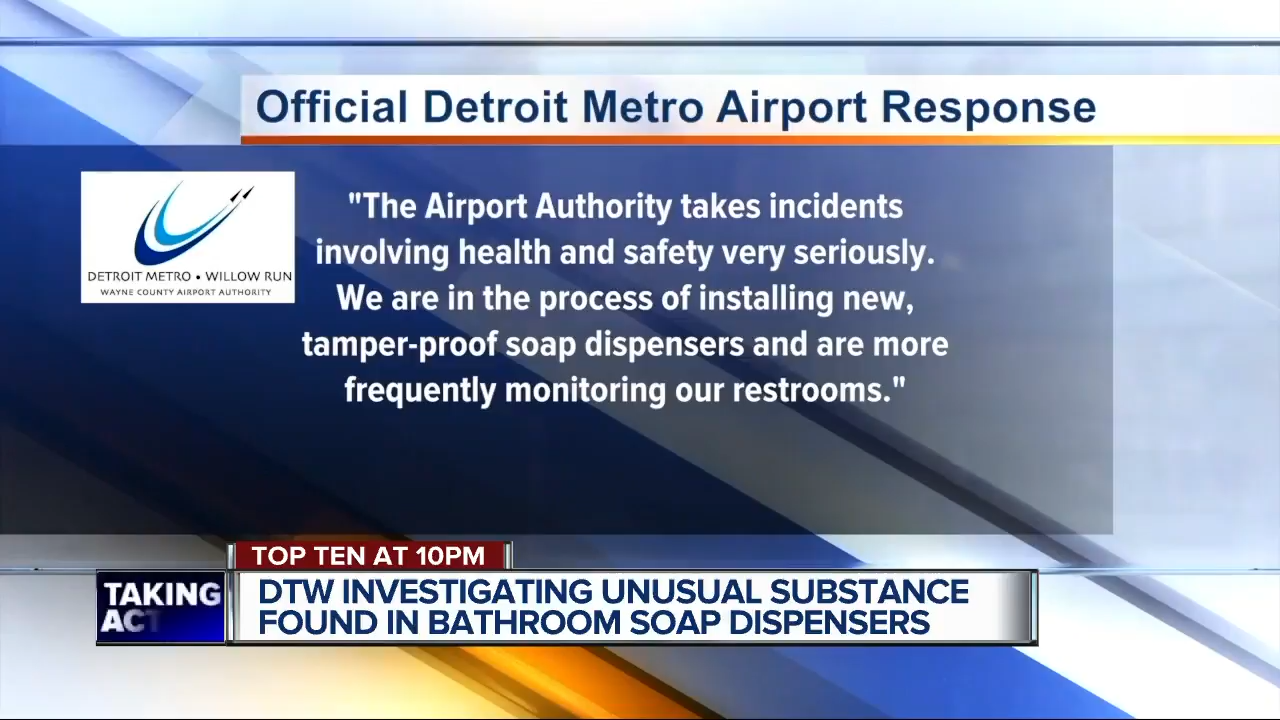 Official Detroit Metro Airport Response
"The Airport Authority takes incidents
involving health and safety very seriously.
We are in the process of installing new,
tamper-proof soap dispensers and are more
frequently monitoring our restrooms."
DETROIT METRO • WILLOW RUN
WAYNE COUNTY AIRPORT AUTHORITY
TOP TEN AT 10PM
TAKING
ACT
DTW INVESTIGATING UNUSUAL SUBSTANCE
FOUND IN BATHROOM SOAP DISPENSERS